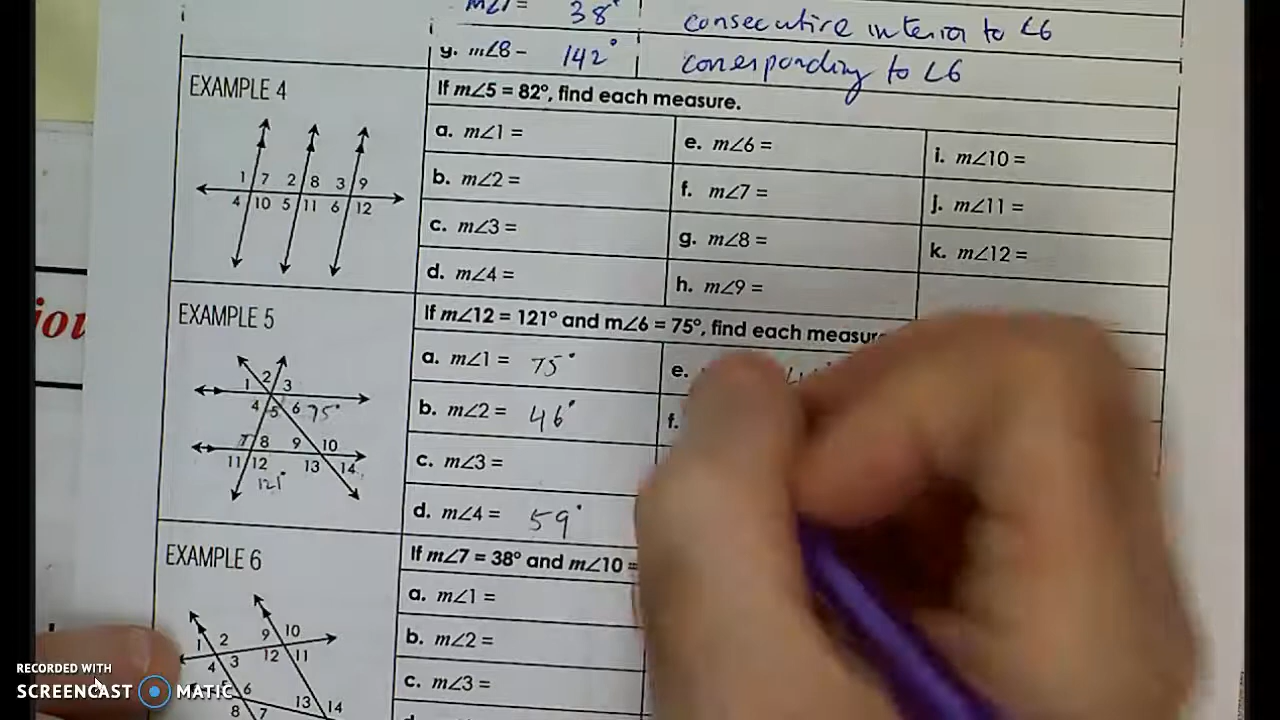 m∠7 = 38° consecutive interior to ∠6
y. m∠8 - 142° corresponding to ∠6
EXAMPLE 4
If m∠5 = 82°, find each measure.
a. m∠1 =
e. m∠6 =
i. m∠10 =
b. m∠2 =
f. m∠7 =
j. m∠11 =
c. m∠3 =
g. m∠8 =
k. m∠12 =
d. m∠4 =
h. m∠9 =
1 7 2 8 3 9
4 10 5 11 6 12
EXAMPLE 5
If m∠12 = 121° and m∠6 = 75°, find each measur
a. m∠1 = 75°
e.
b. m∠2 = 46°
f.
c. m∠3 =
d. m∠4 = 59°
1 2 3
4 5 6 75°
7 8 9 10
11 12 13 14
121°
EXAMPLE 6
If m∠7 = 38° and m∠10 =
a. m∠1 =
b. m∠2 =
c. m∠3 =
1 2 9 10
4 3 12 11
6 13 14
8 7
RECORDED WITH
SCREENCAST MATIC